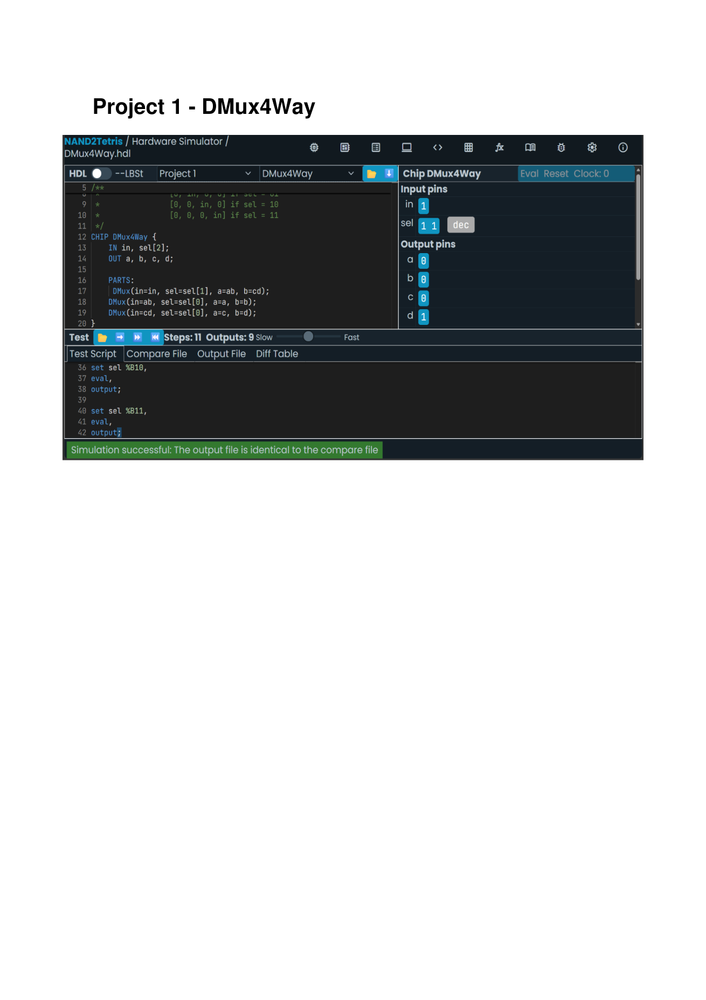 Project 1 - DMux4Way
NAND2Tetris / Hardware Simulator /
DMux4Way.hdl
HDL --LBSt Project 1 DMux4Way
Chip DMux4Way Eval Reset Clock: 0
5 /**
9 * [0, 0, in, 0] if sel = 10
10 * [0, 0, 0, in] if sel = 11
11 */
12 CHIP DMux4Way {
13 IN in, sel[2];
14 OUT a, b, c, d;
15
16 PARTS:
17 DMux(in=in, sel=sel[1], a=ab, b=cd);
18 DMux(in=ab, sel=sel[0], a=a, b=b);
19 DMux(in=cd, sel=sel[0], a=c, b=d);
20 }
Input pins
in 1
sel 1 1 dec
Output pins
a 0
b 0
c 0
d 1
Test Steps: 11 Outputs: 9 Slow Fast
Test Script Compare File Output File Diff Table
36 set sel %B10,
37 eval,
38 output;
39
40 set sel %B11,
41 eval,
42 output;
Simulation successful: The output file is identical to the compare file